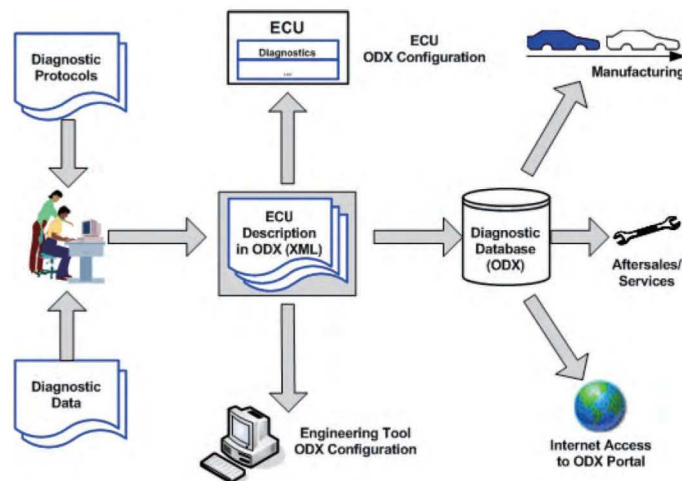 Diagnostic
Protocols
ECU
Diagnostics
...
ECU
ODX Configuration
Manufacturing
ECU
Description
in ODX (XML)
Diagnostic
Database
(ODX)
Aftersales/
Services
Diagnostic
Data
Engineering Tool
ODX Configuration
Internet Access
to ODX Portal